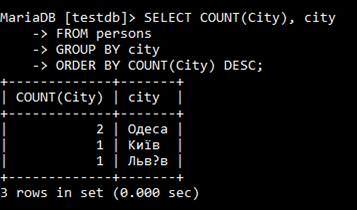 MariaDB [testdb]> SELECT COUNT(City), city
    -> FROM persons
    -> GROUP BY city
    -> ORDER BY COUNT(City) DESC;
+-------------+-------+
| COUNT(City) | city  |
+-------------+-------+
|           2 | Одеса |
|           1 | Київ  |
|           1 | Льв?в |
+-------------+-------+
3 rows in set (0.000 sec)